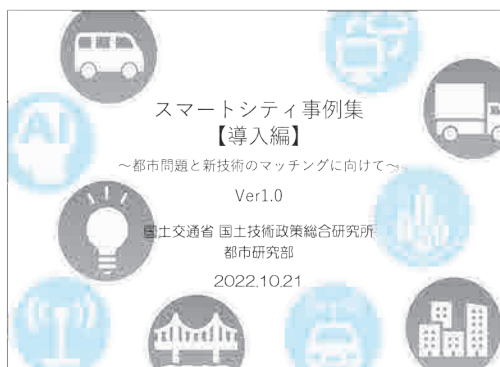 スマートシティ事例集
【導入編】
～都市問題と新技術のマッチングに向けて～
Ver1.0
国土交通省 国土技術政策総合研究所
都市研究部
2022.10.21
AI